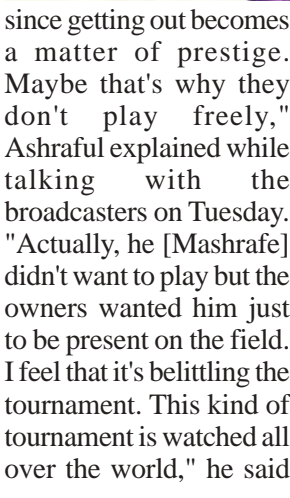 since getting out becomes
a matter of prestige.
Maybe that's why they
don't play freely,"
Ashraful explained while
talking with the
broadcasters on Tuesday.
"Actually, he [Mashrafe]
didn't want to play but the
owners wanted him just
to be present on the field.
I feel that it's belittling the
tournament. This kind of
tournament is watched all
over the world," he said